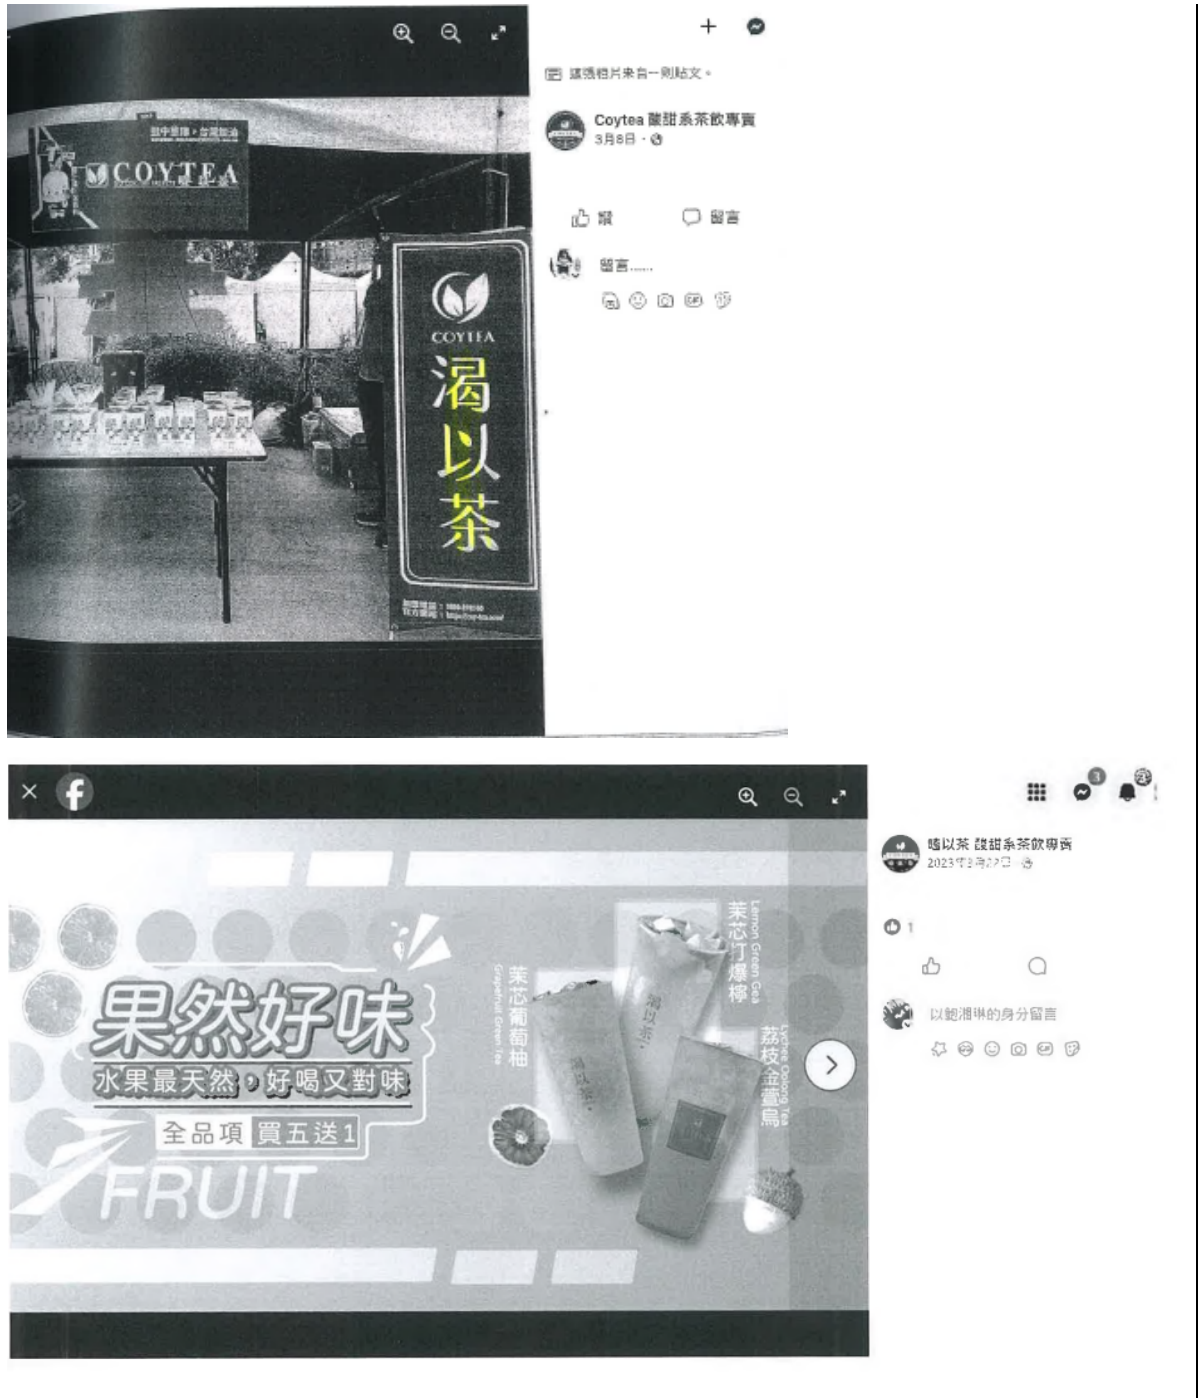 這張相片來自一則貼文。
Coytea 酸甜系茶飲專賣
3月8日
讚
留言
留言......
COYTEA
COYTEA
渴
以
茶
3
嗜以茶 酸甜系茶飲專賣
1
以鮑湘琳的身分留言
果然好味
水果最天然，好喝又對味
全品項 買五送1
FRUIT
茉芯葡萄柚
Grapefruit Green Tea
茉芯汀爆檸
Lemon Green Gea
荔枝金萱烏
Lychee Oolong Tea